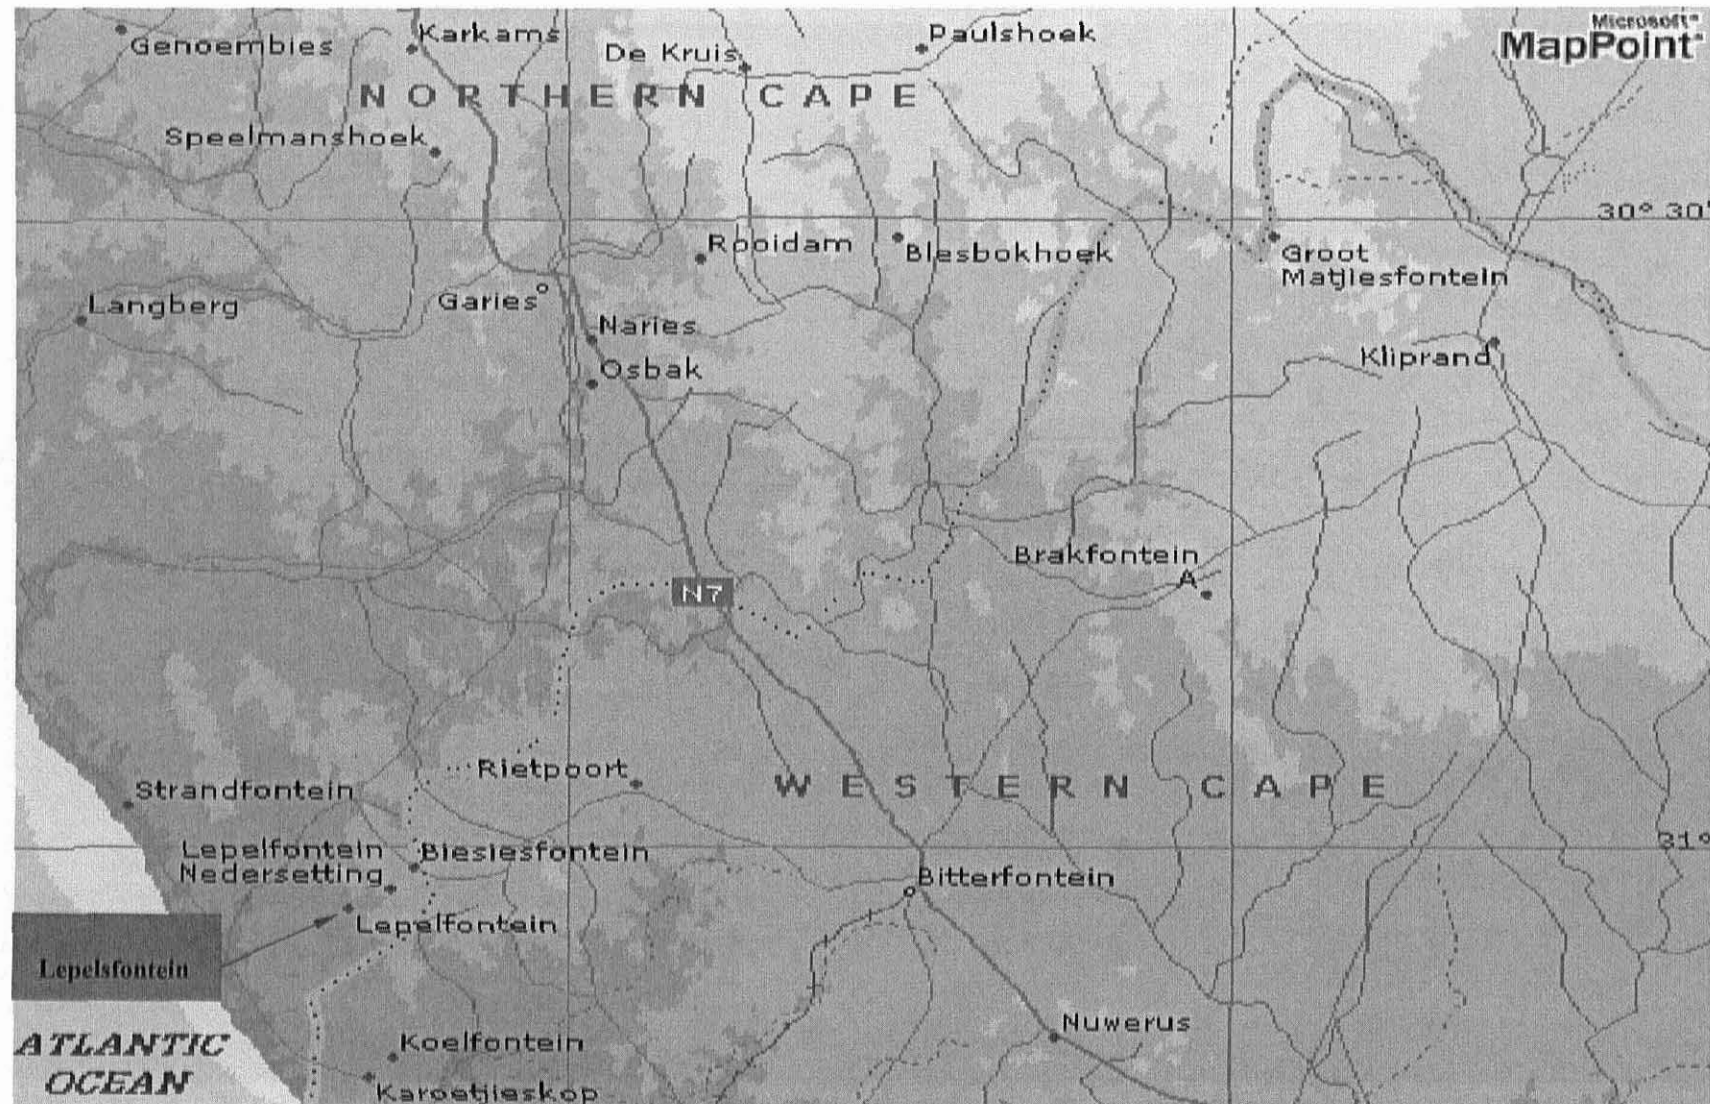 Microsoft®
MapPoint®
Genoembies
Karkams
De Kruis
Paulshoek
NORTHERN CAPE
Speelmanshoek
30° 30'
Rooidam
Blesbokhoek
Groot
Matjiesfontein
Langberg
Garies
Naries
Kliprand
Osbak
Brakfontein
A
N7
Rietpoort
WESTERN CAPE
Strandfontein
31°
Lepelfontein
Nedersetting
Biesiesfontein
Bitterfontein
Lepelfontein
Lepelsfontein
Nuwerus
ATLANTIC
OCEAN
Koelfontein
Karoetjieskop